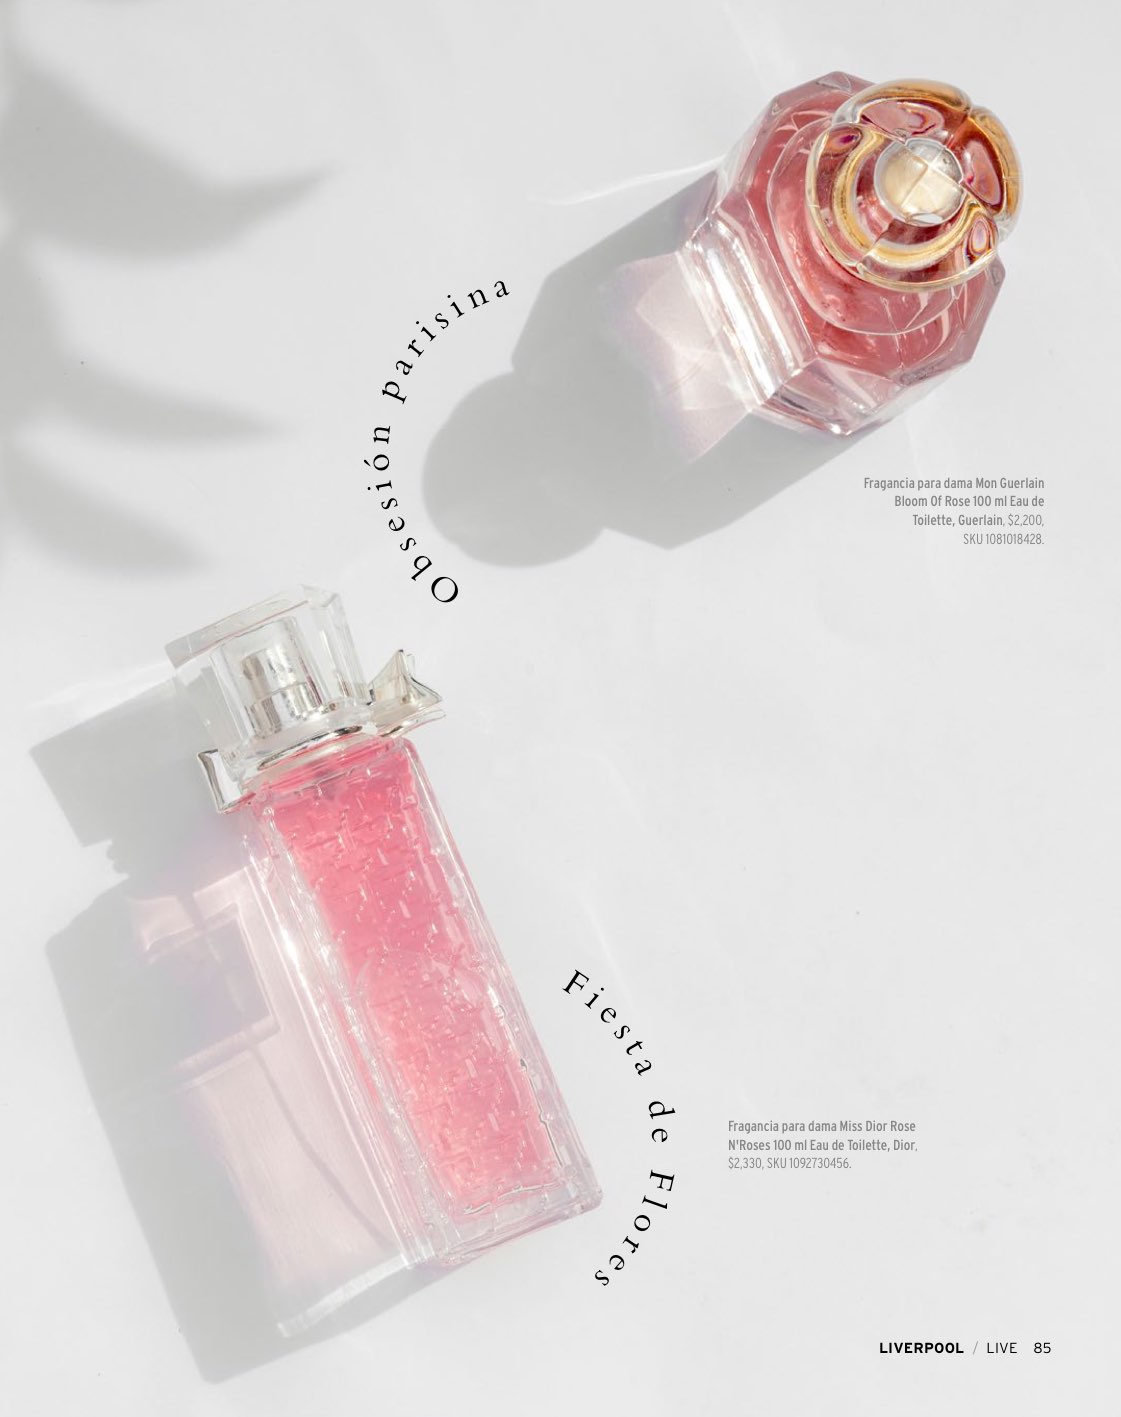 Obsesión parisina
Fragancia para dama Mon Guerlain
Bloom Of Rose 100 ml Eau de
Toilette, Guerlain, $2,200,
SKU 1081018428.
Fiesta de Flores
Fragancia para dama Miss Dior Rose
N'Roses 100 ml Eau de Toilette, Dior,
$2,330, SKU 1092730456.
LIVERPOOL / LIVE 85